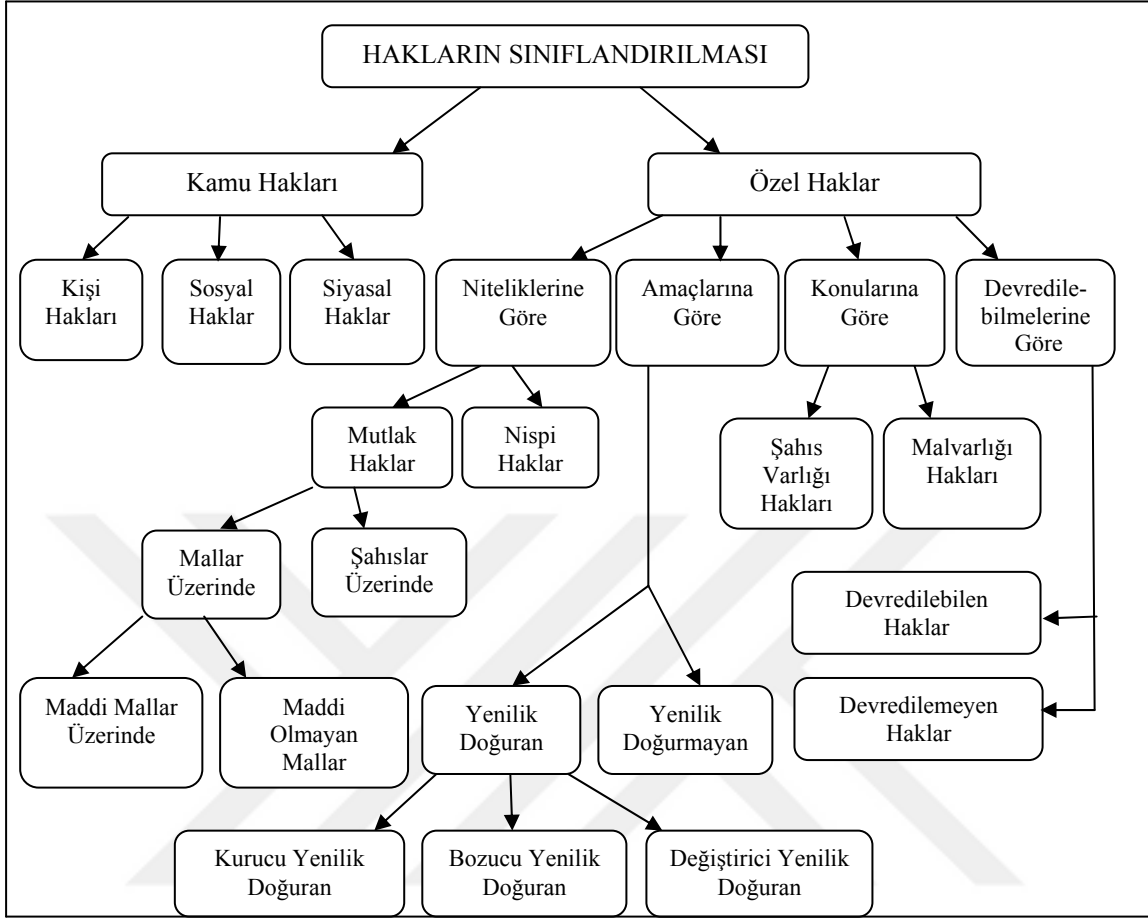 HAKLARIN SINIFLANDIRILMASI
Kamu Hakları
Özel Haklar
Kişi
Hakları
Sosyal
Haklar
Siyasal
Haklar
Niteliklerine
Göre
Amaçlarına
Göre
Konularına
Göre
Devredile-
bilmelerine
Göre
Mutlak
Haklar
Nispi
Haklar
Şahıs
Varlığı
Hakları
Malvarlığı
Hakları
Mallar
Üzerinde
Şahıslar
Üzerinde
Devredilebilen
Haklar
Maddi Mallar
Üzerinde
Maddi
Olmayan
Mallar
Yenilik
Doğuran
Yenilik
Doğurmayan
Devredilemeyen
Haklar
Kurucu Yenilik
Doğuran
Bozucu Yenilik
Doğuran
Değiştirici Yenilik
Doğuran